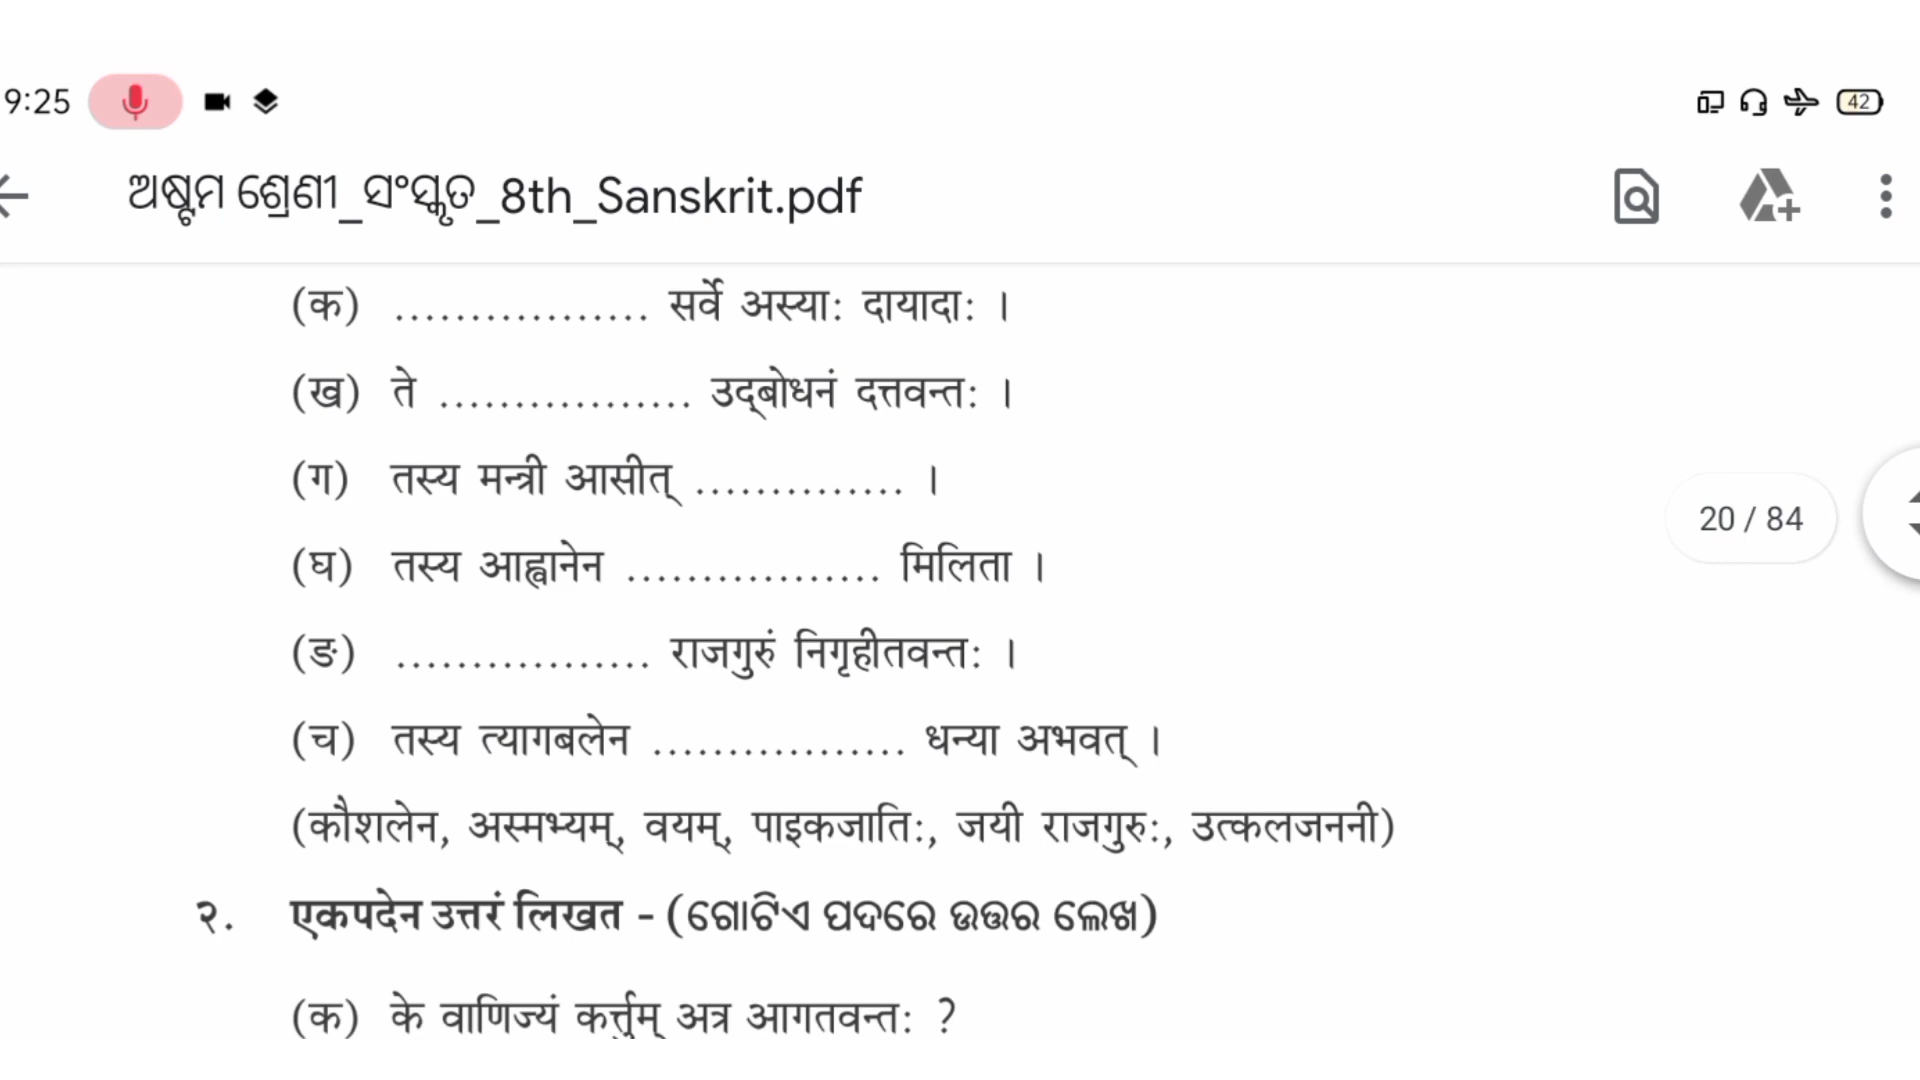 9:25
42
ଅଷ୍ଟମ ଶ୍ରେଣୀ_ସଂସ୍କୃତ_8th_Sanskrit.pdf
(क) ................. सर्वे अस्याः दायादाः ।
(ख) ते ................. उद्‌बोधनं दत्तवन्तः ।
(ग) तस्य मन्त्री आसीत् .............. ।
20 / 84
(घ) तस्य आह्वानेन ................. मिलिता ।
(ङ) ................. राजगुरुं निगृहीतवन्तः ।
(च) तस्य त्यागबलेन ................. धन्या अभवत् ।
(कौशलेन, अस्मभ्यम्, वयम्, पाइकजातिः, जयी राजगुरुः, उत्कलजननी)
२. एकपदेन उत्तरं लिखत - (ଗୋଟିଏ ପଦରେ ଉତ୍ତର ଲେଖ)
(क) के वाणिज्यं कर्त्तुम् अत्र आगतवन्तः ?